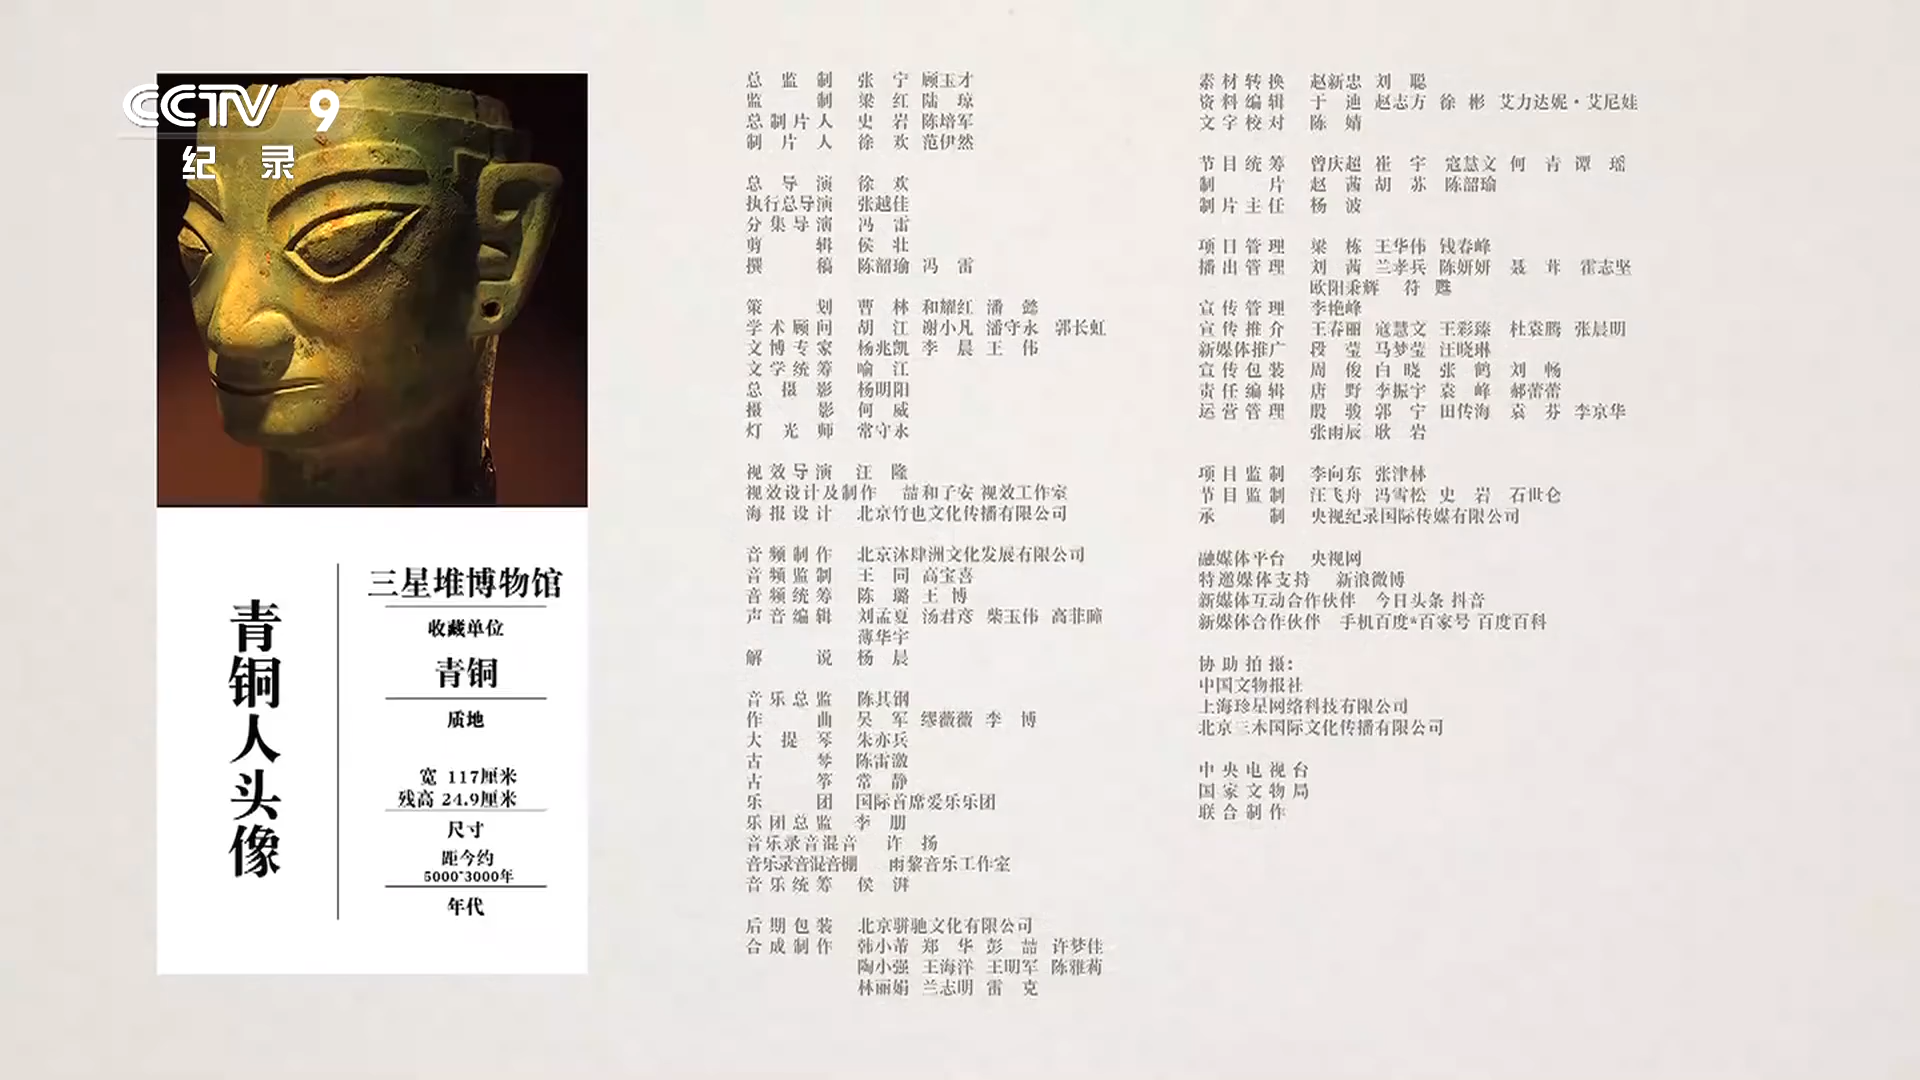 CCTV 9
纪 录
青铜人头像
三星堆博物馆
收藏单位
青铜
质地
宽 117厘米
残高 24.9厘米
尺寸
距今约
5000~3000年
年代
总监制 张宁 顾玉才
监制 梁红 陆琼
总制片人 史岩 陈培军
制片人 徐欢 范伊然
总导演 徐欢
执行总导演 张越佳
分集导演 冯雷
剪辑 侯壮
撰稿 陈韶瑜 冯雷
策划 曹林 和耀红 潘懿
学术顾问 胡江 谢小凡 潘守永 郭长虹
文博专家 杨兆凯 李晨 王伟
文学统筹 喻江
总摄影 杨明阳
摄影 何威
灯光师 常守永
视效导演 汪隆
视效设计及制作 喆和子安 视效工作室
海报设计 北京竹也文化传播有限公司
音频制作 北京沐肆洲文化发展有限公司
音频监制 王同 高宝喜
音频统筹 陈璐 王博
声音编辑 刘孟夏 汤君彦 柴玉伟 高菲
薄华宇
解说 杨晨
音乐总监 陈其钢
作曲 吴军 缪薇薇 李博
大提琴 朱亦兵
古琴 陈雷激
古筝 常静
乐团 国际首席爱乐乐团
乐团总监 李朋
音乐录音混音 许扬
音乐录音混音棚 雨黎音乐工作室
音乐统筹 侯湃
后期包装 北京骈驰文化有限公司
合成制作 韩小芾 郑华 彭喆 许梦佳
陶小强 王海洋 王明军 陈雅莉
林丽娟 兰志明 雷克
素材转换 赵新忠 刘聪
资料编辑 于迪 赵志方 徐彬 艾力达妮·艾尼娃
文字校对 陈婧
节目统筹 曾庆超 崔宇 寇慧文 何青 谭瑶
制片 赵茜 胡苏 陈韶瑜
制片主任 杨波
项目管理 梁栋 王华伟 钱春峰
播出管理 刘茜 兰孝兵 陈妍妍 聂茸 霍志坚
欧阳秉辉 符甦
宣传管理 李艳峰
宣传推介 王春丽 寇慧文 王彩臻 杜袁腾 张晨明
新媒体推广 段莹 马梦莹 汪晓琳
宣传包装 周俊 白晓 张鹤 刘畅
责任编辑 唐野 李振宇 袁峰 郝蕾蕾
运营管理 殷骏 郭宁 田传海 袁芬 李京华
张雨辰 耿岩
项目监制 李向东 张津林
节目监制 汪飞舟 冯雪松 史岩 石世仑
承制 央视纪录国际传媒有限公司
融媒体平台 央视网
特邀媒体支持 新浪微博
新媒体互动合作伙伴 今日头条 抖音
新媒体合作伙伴 手机百度*百家号 百度百科
协助拍摄:
中国文物报社
上海珍星网络科技有限公司
北京三木国际文化传播有限公司
中央电视台
国家文物局
联合制作